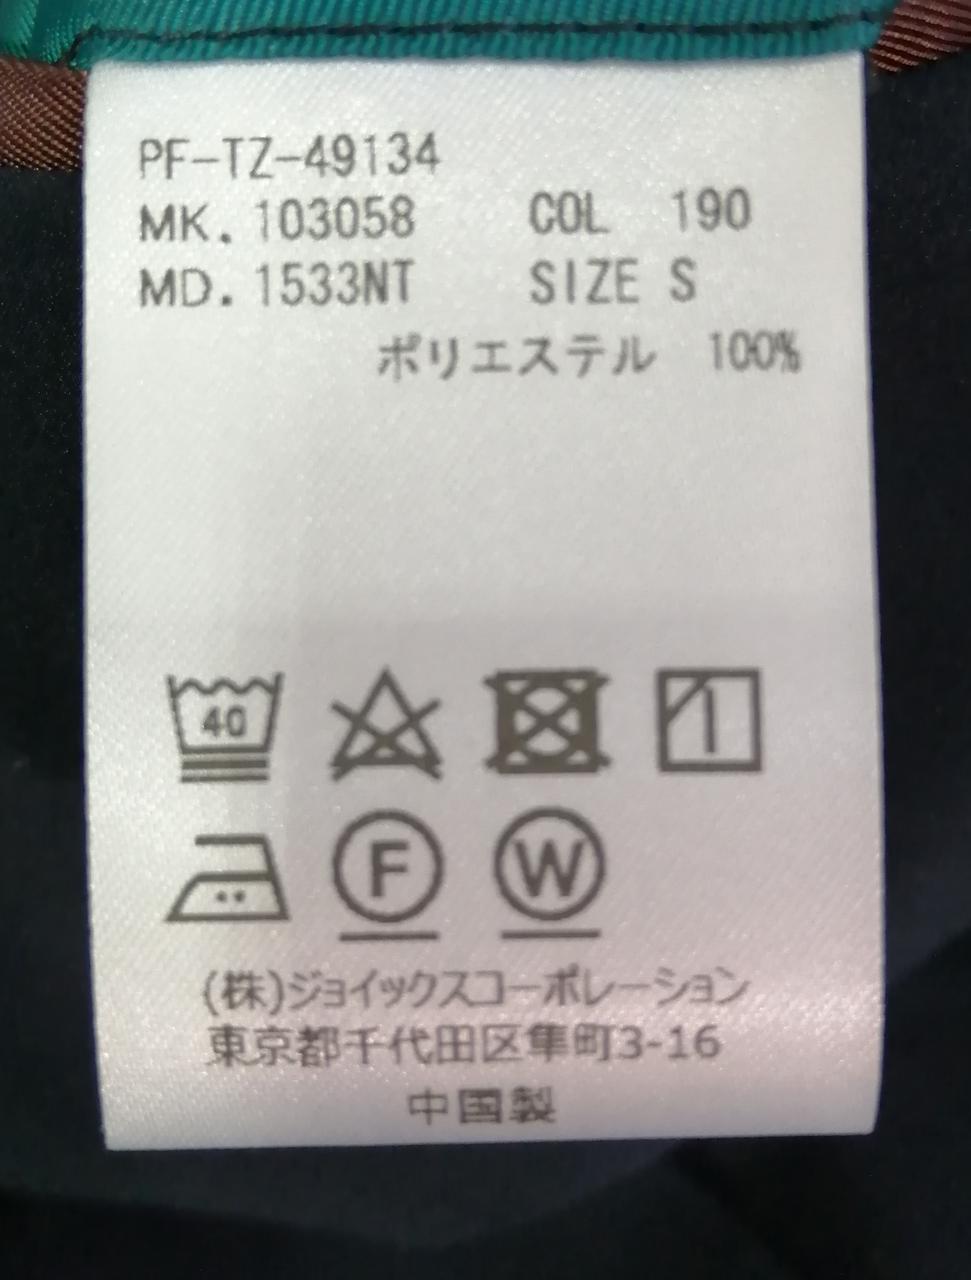 PF-TZ-49134
MK. 103058 COL 190
MD. 1533NT SIZE S
ポリエステル 100%
40
F W
(株)ジョイックスコーポレーション
東京都千代田区隼町3-16
中国製